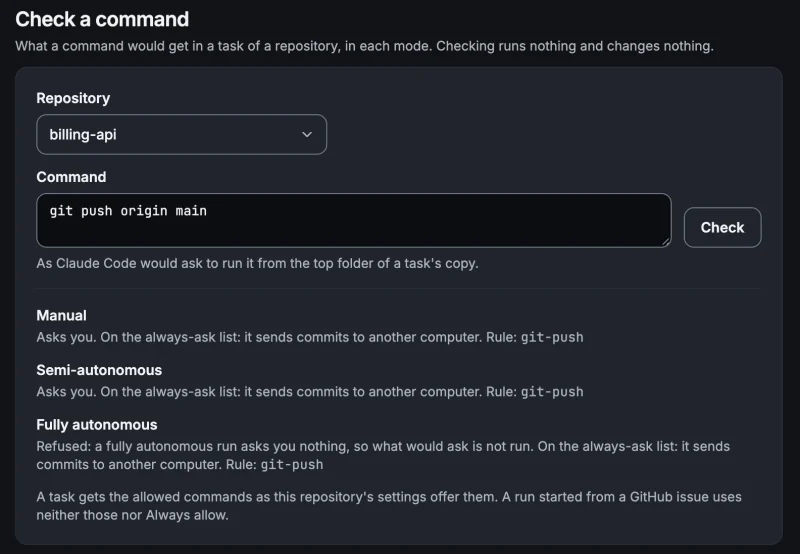 Check a command
What a command would get in a task of a repository, in each mode. Checking runs nothing and changes nothing.
Repository
billing-api
Command
git push origin main
Check
As Claude Code would ask to run it from the top folder of a task's copy.
Manual
Asks you. On the always-ask list: it sends commits to another computer. Rule: git-push
Semi-autonomous
Asks you. On the always-ask list: it sends commits to another computer. Rule: git-push
Fully autonomous
Refused: a fully autonomous run asks you nothing, so what would ask is not run. On the always-ask list: it sends
commits to another computer. Rule: git-push
A task gets the allowed commands as this repository's settings offer them. A run started from a GitHub issue uses
neither those nor Always allow.